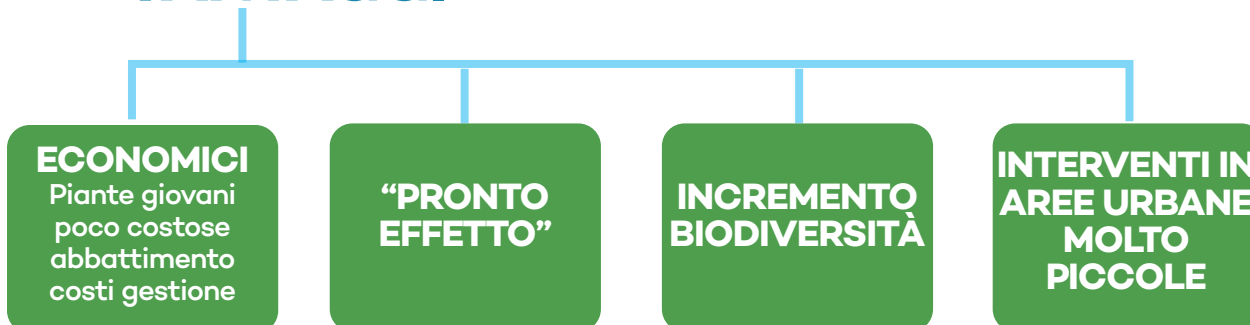 ECONOMICI
Piante giovani
poco costose
abbattimento
costi gestione
“PRONTO
EFFETTO”
INCREMENTO
BIODIVERSITÀ
INTERVENTI IN
AREE URBANE
MOLTO
PICCOLE